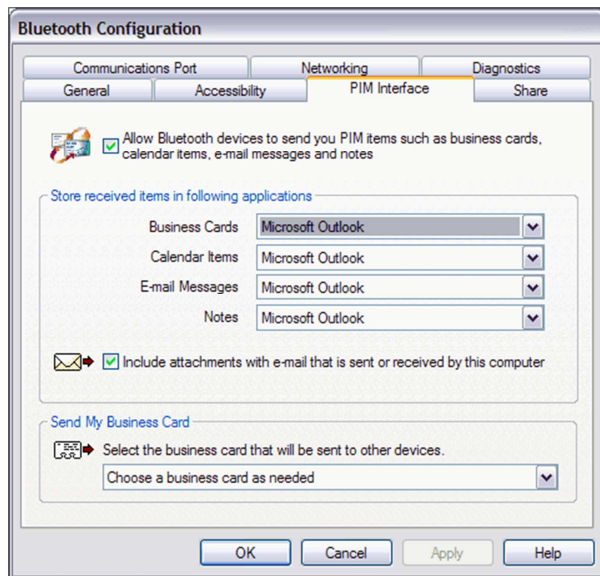 Bluetooth Configuration
Communications Port Networking Diagnostics
General Accessibility PIM Interface Share
Allow Bluetooth devices to send you PIM items such as business cards,
calendar items, e-mail messages and notes
Store received items in following applications
Business Cards Microsoft Outlook
Calendar Items Microsoft Outlook
E-mail Messages Microsoft Outlook
Notes Microsoft Outlook
Include attachments with e-mail that is sent or received by this computer
Send My Business Card
Select the business card that will be sent to other devices.
Choose a business card as needed
OK Cancel Apply Help